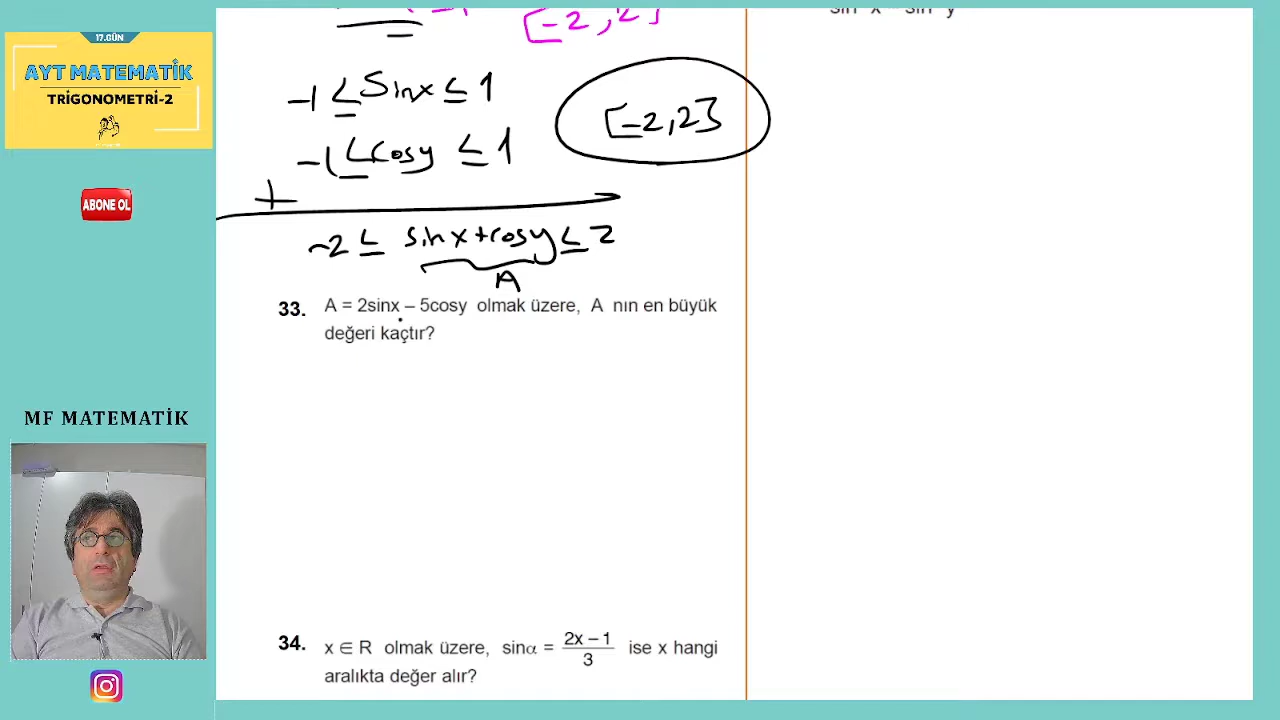 17.GÜN
AYT MATEMATİK
TRİGONOMETRİ-2
ABONE OL
MF MATEMATİK
[-2,2]
-1 ≤ Sinx ≤ 1
-1 ≤ cosy ≤ 1
[-2,2]
+
-2 ≤ sinx+cosy ≤ 2
A
33. A = 2sinx – 5cosy olmak üzere, A nın en büyük
değeri kaçtır?
34. x ∈ R olmak üzere, sinα = 2x – 1 / 3 ise x hangi
aralıkta değer alır?